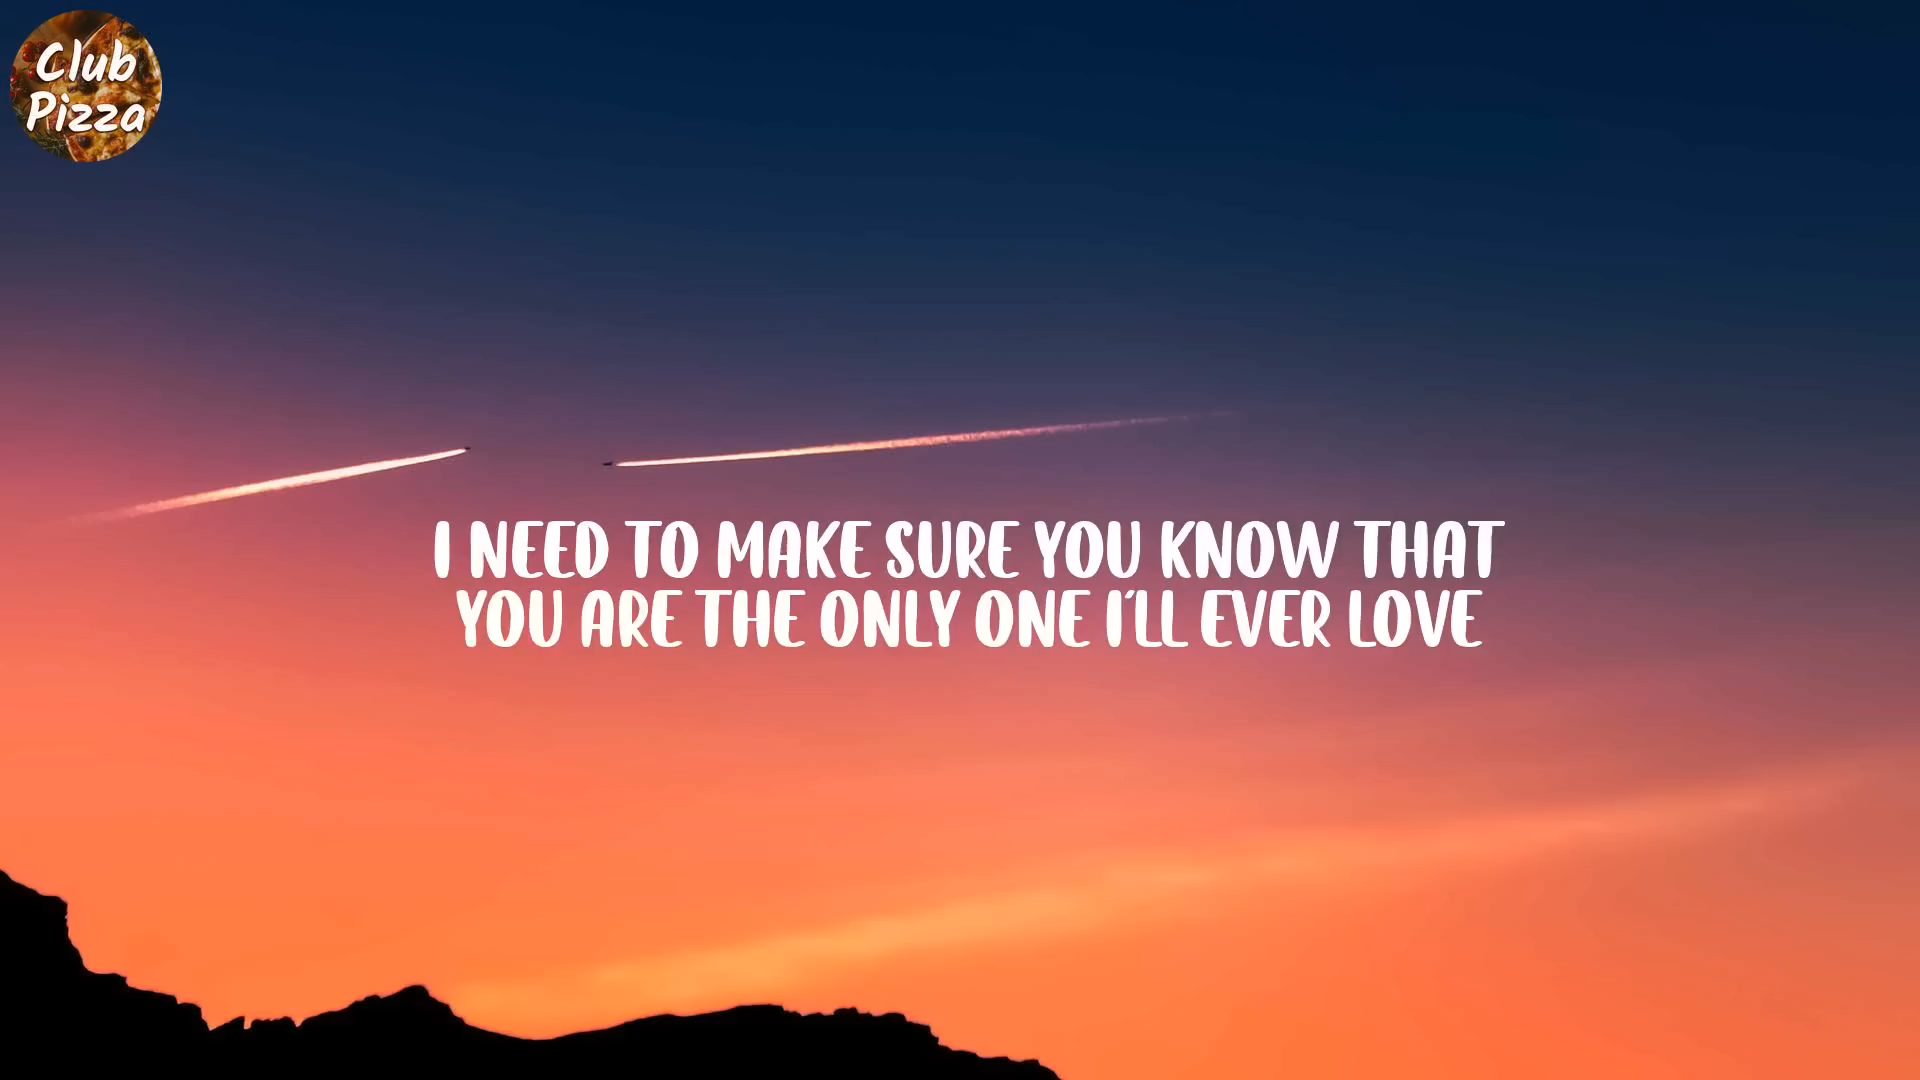 Club
Pizza
I NEED TO MAKE SURE YOU KNOW THAT
YOU ARE THE ONLY ONE I'LL EVER LOVE